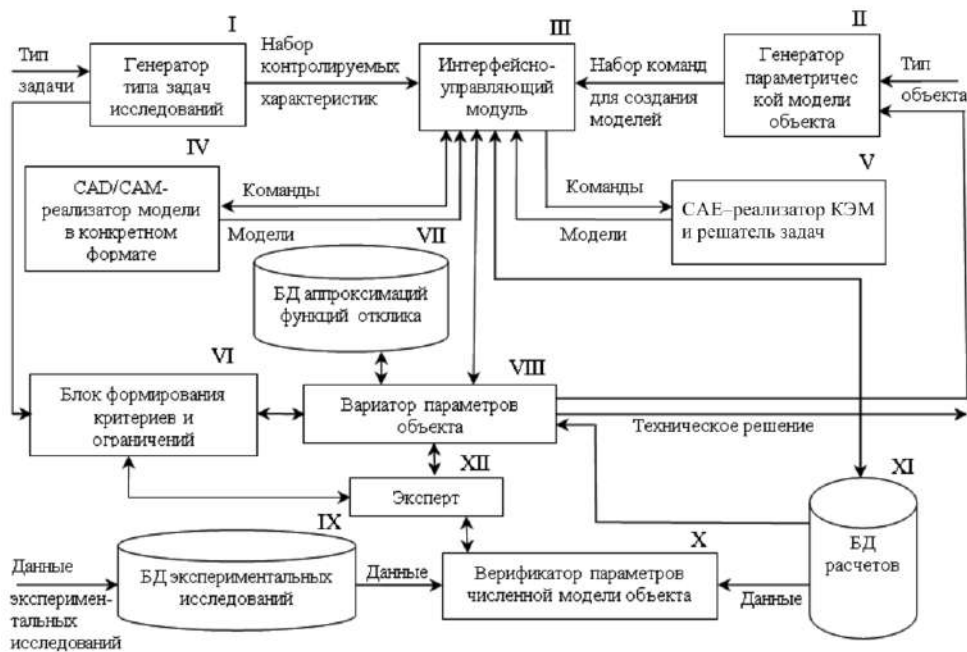 I
II
III
Тип
задачи
Генератор
типа задач
исследований
Набор
контролируемых
характеристик
Интерфейсно-
управляющий
модуль
Набор команд
для создания
моделей
Генератор
параметричес
кой модели
объекта
Тип
объекта
IV
V
CAD/CAM-
реализатор модели
в конкретном
формате
Команды
Модели
Команды
Модели
CAE–реализатор КЭМ
и решатель задач
VII
БД аппроксимаций
функций отклика
VI
VIII
Блок формирования
критериев и
ограничений
Вариатор параметров
объекта
Техническое решение
XII
XI
Эксперт
БД
расчетов
IX
X
Данные
эксперимен-
тальных
исследований
БД экспериментальных
исследований
Данные
Верификатор параметров
численной модели объекта
Данные